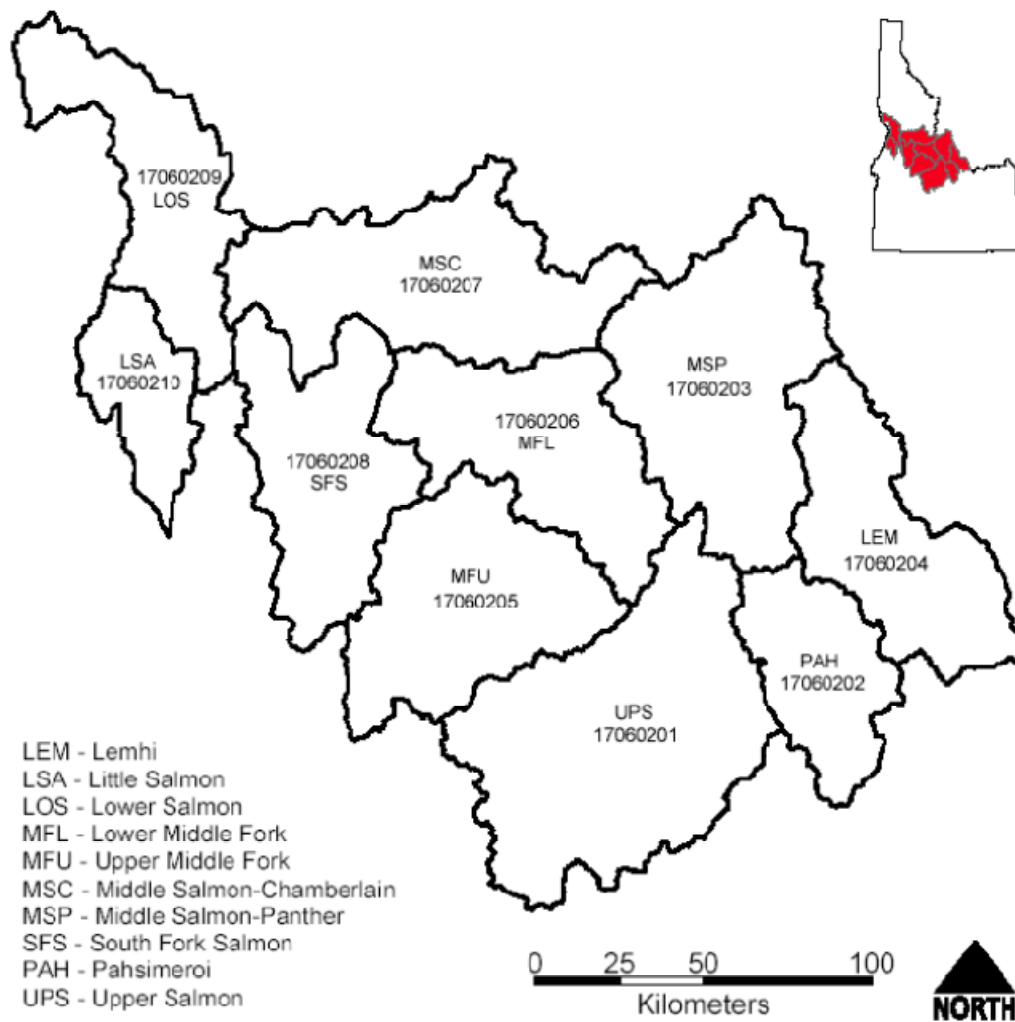 17060209
LOS
MSC
17060207
LSA
17060210
MSP
17060203
17060206
MFL
17060208
SFS
LEM
17060204
MFU
17060205
PAH
17060202
UPS
17060201
LEM - Lemhi
LSA - Little Salmon
LOS - Lower Salmon
MFL - Lower Middle Fork
MFU - Upper Middle Fork
MSC - Middle Salmon-Chamberlain
MSP - Middle Salmon-Panther
SFS - South Fork Salmon
PAH - Pahsimeroi
UPS - Upper Salmon
0 25 50 100
Kilometers
NORTH